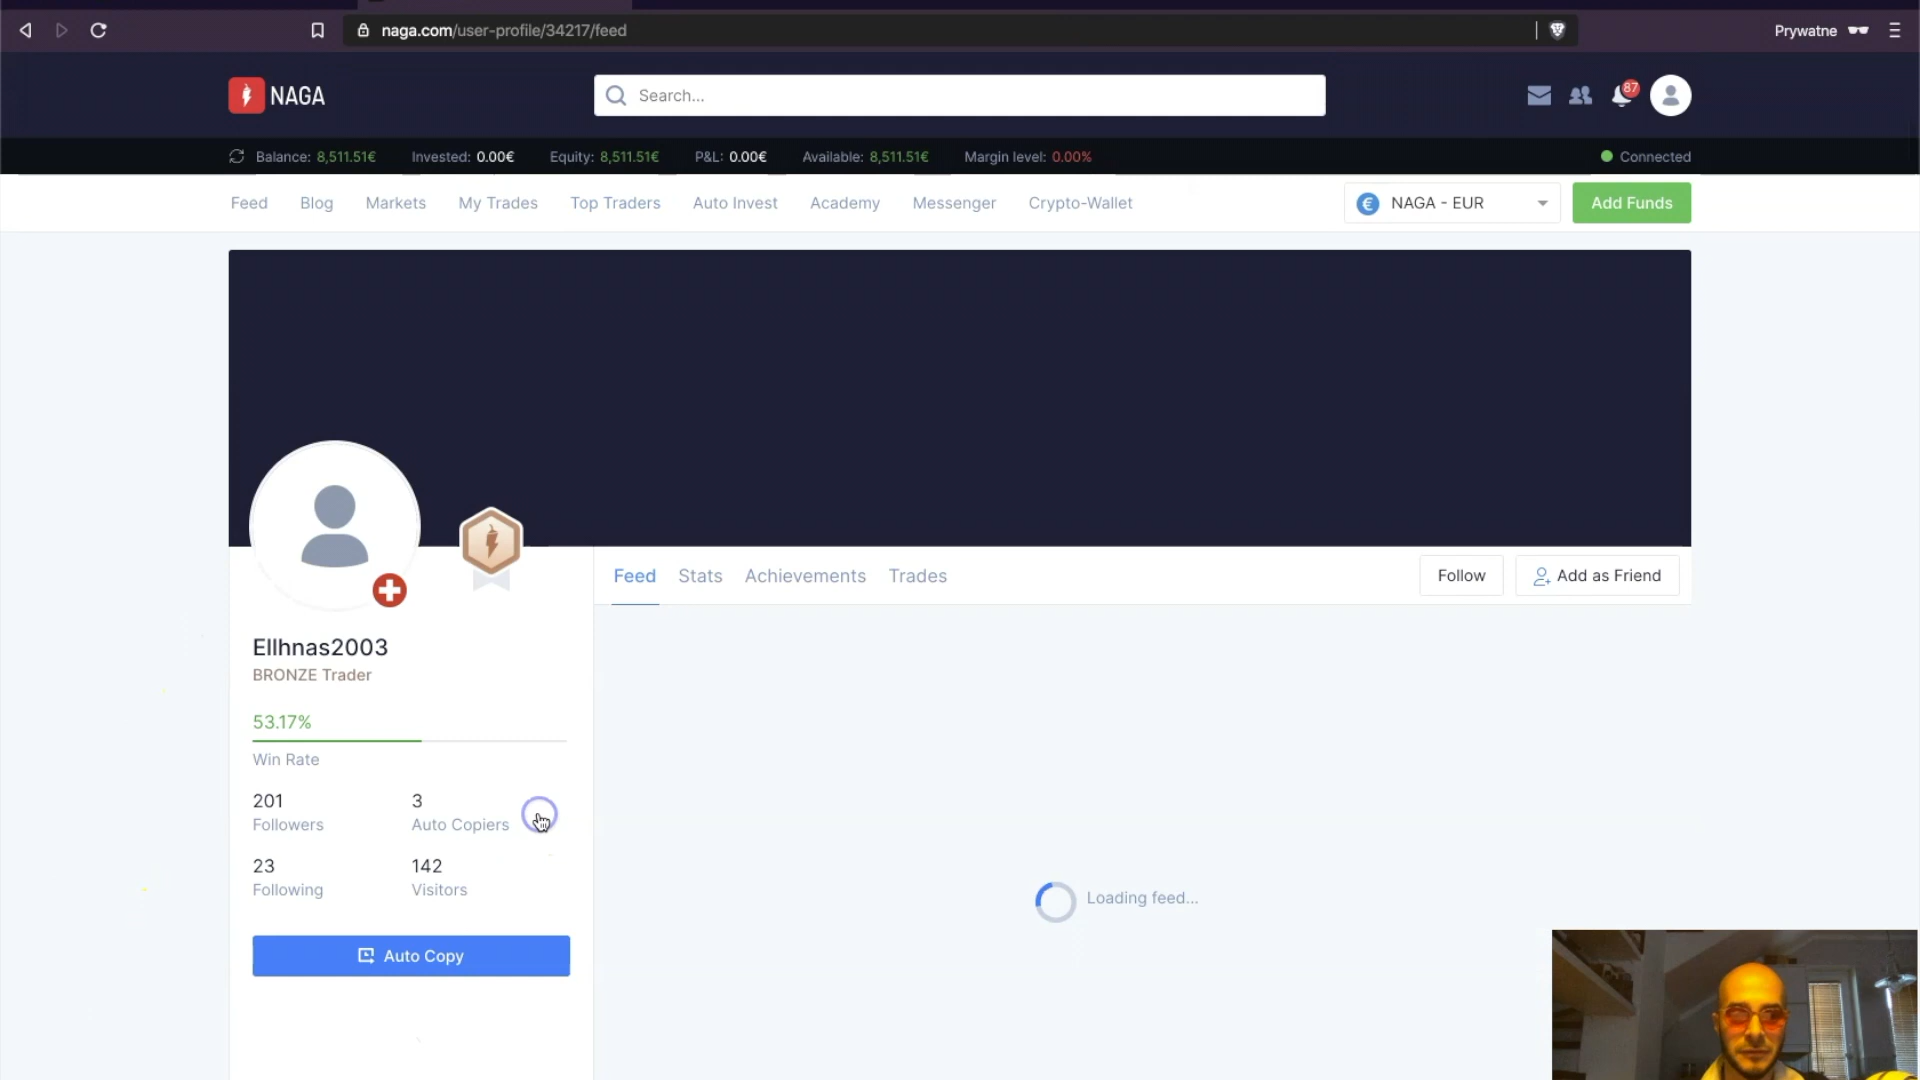 naga.com/user-profile/34217/feed
Prywatne
NAGA
Search...
87
Balance: 8,511.51€ Invested: 0.00€ Equity: 8,511.51€ P&L: 0.00€ Available: 8,511.51€ Margin level: 0.00%
Connected
Feed Blog Markets My Trades Top Traders Auto Invest Academy Messenger Crypto-Wallet
€ NAGA - EUR
Add Funds
Feed Stats Achievements Trades
Follow
Add as Friend
Ellhnas2003
BRONZE Trader
53.17%
Win Rate
201 3
Followers Auto Copiers
23 142
Following Visitors
Loading feed...
Auto Copy